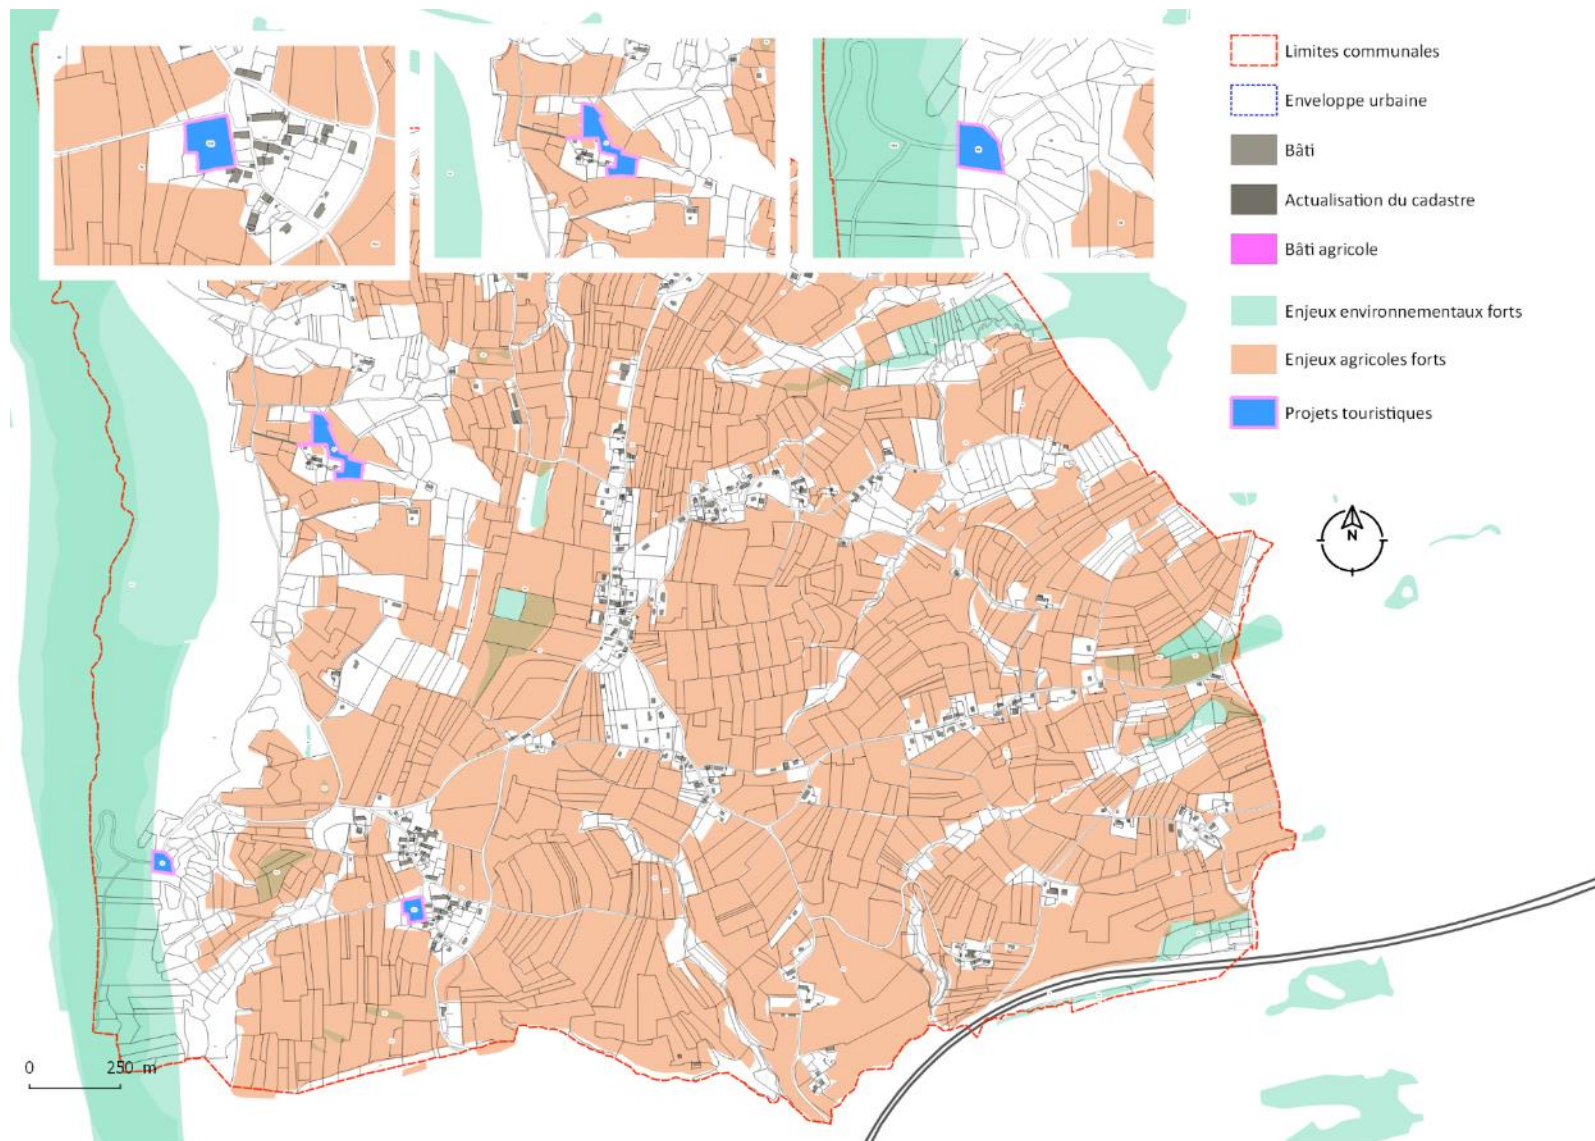 Limites communales
Enveloppe urbaine
Bâti
Actualisation du cadastre
Bâti agricole
Enjeux environnementaux forts
Enjeux agricoles forts
Projets touristiques
N
0 250 m